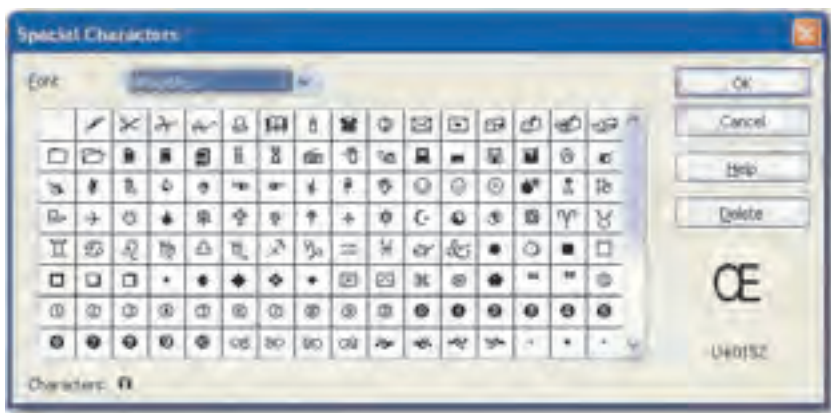 Special Characters
Font
OK
Cancel
Help
Delete
Œ
U+0152
Characters: